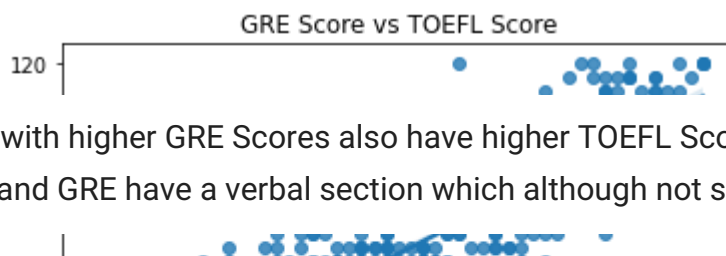 GRE Score vs TOEFL Score
120
with higher GRE Scores also have higher TOEFL
and GRE have a verbal section which although not